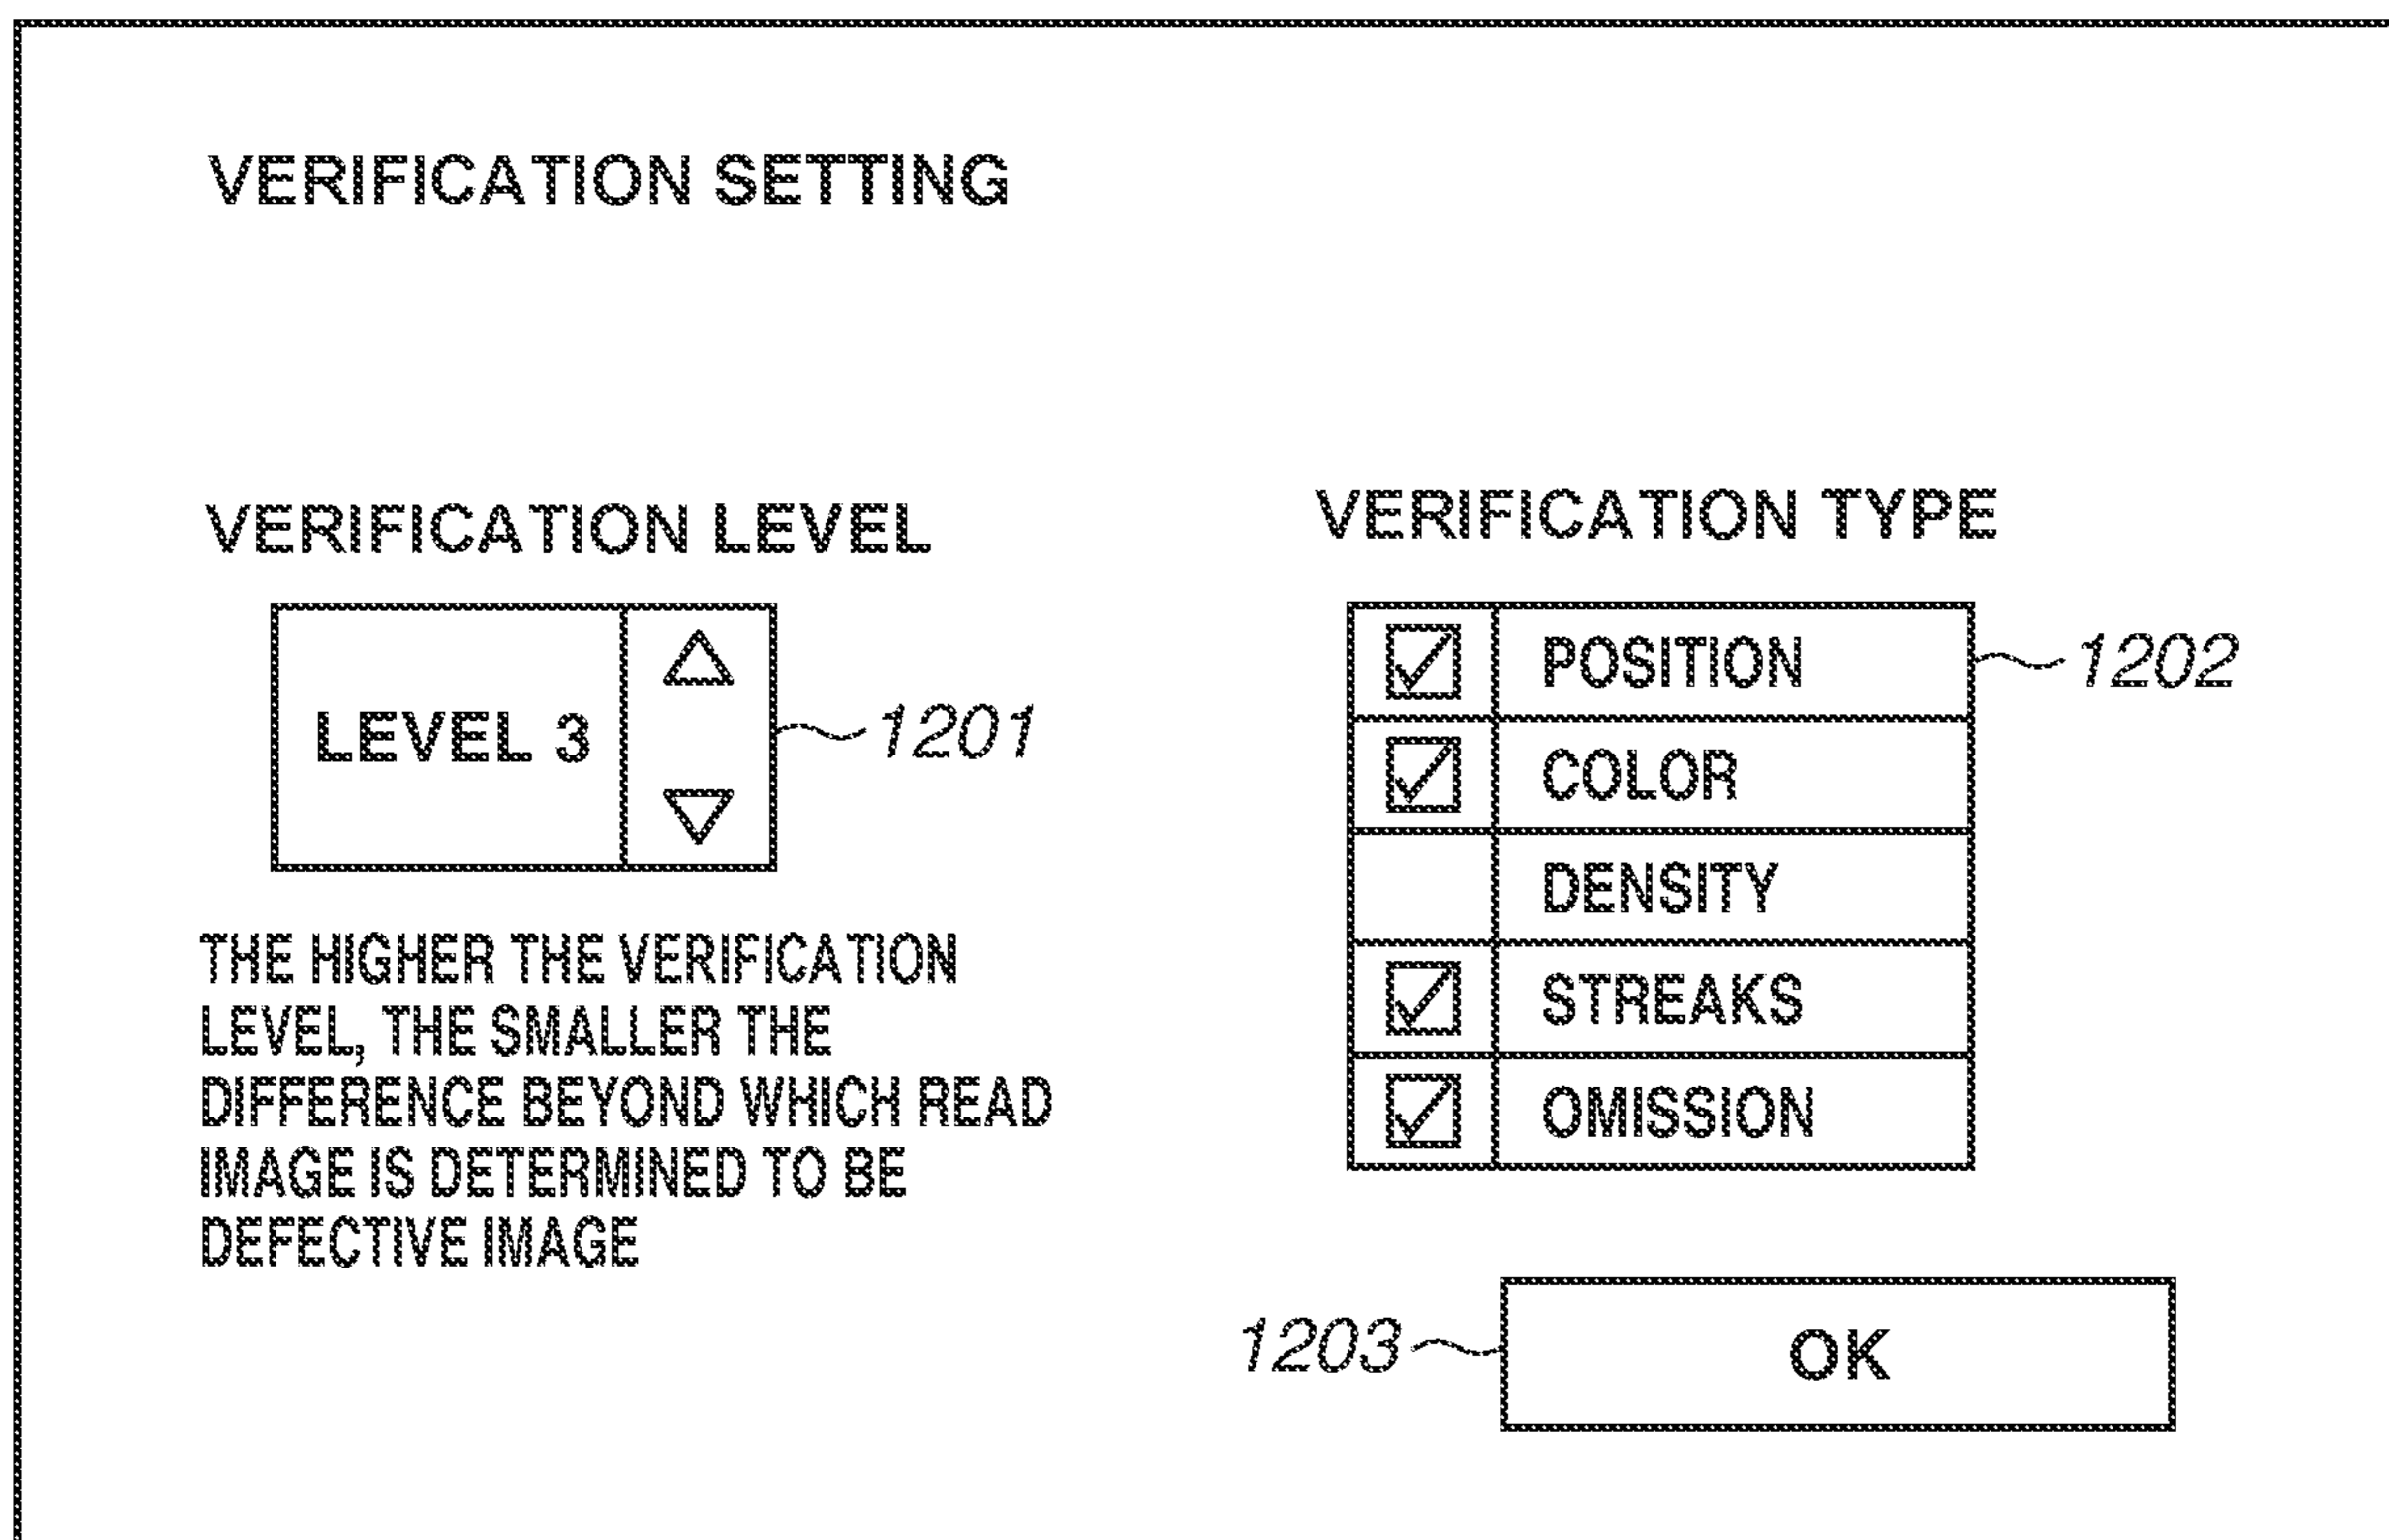 VERIFICATION SETTING
VERIFICATION LEVEL
LEVEL 3
1201
THE HIGHER THE VERIFICATION
LEVEL, THE SMALLER THE
DIFFERENCE BEYOND WHICH READ
IMAGE IS DETERMINED TO BE
DEFECTIVE IMAGE
VERIFICATION TYPE
POSITION
1202
COLOR
DENSITY
STREAKS
OMISSION
1203
OK